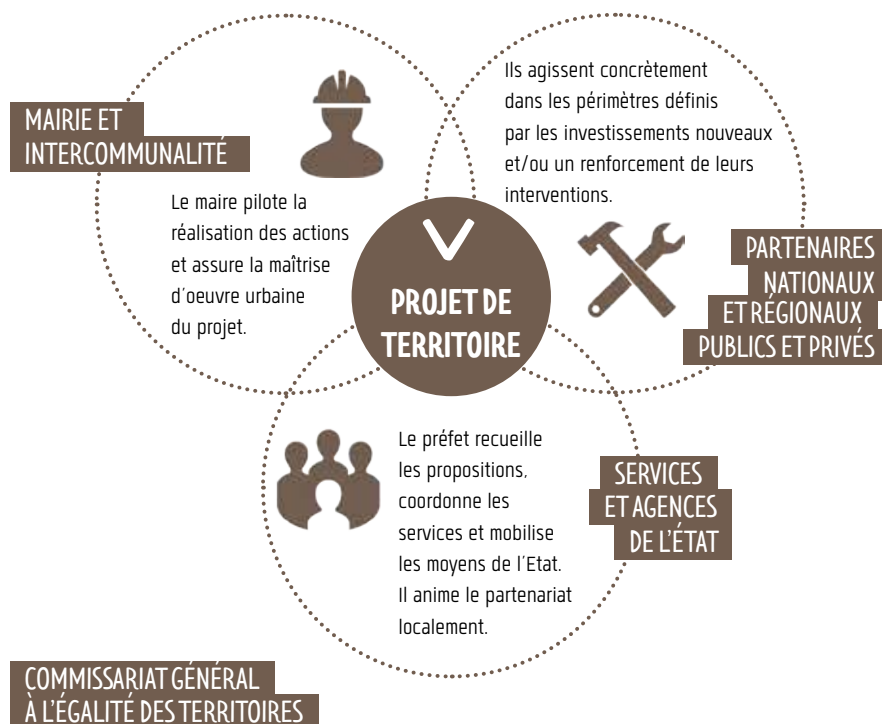 MAIRIE ET
INTERCOMMUNALITÉ
Le maire pilote la
réalisation des actions
et assure la maîtrise
d'oeuvre urbaine
du projet.
Ils agissent concrètement
dans les périmètres définis
par les investissements nouveaux
et/ou un renforcement de leurs
interventions.
PARTENAIRES
NATIONAUX
ET RÉGIONAUX
PUBLICS ET PRIVÉS
PROJET DE
TERRITOIRE
Le préfet recueille
les propositions,
coordonne les
services et mobilise
les moyens de l'Etat.
Il anime le partenariat
localement.
SERVICES
ET AGENCES
DE L'ÉTAT
COMMISSARIAT GÉNÉRAL
À L'ÉGALITÉ DES TERRITOIRES